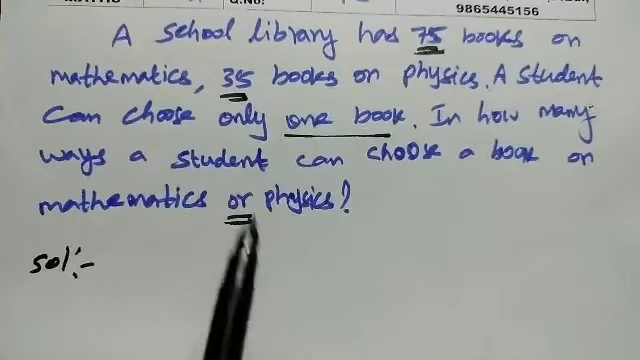 9865445156
A school library has 75 books on
mathematics, 35 books on physics. A student
can choose only one book. In how many
ways a student can choose a book on
mathematics or physics?
Sol:-